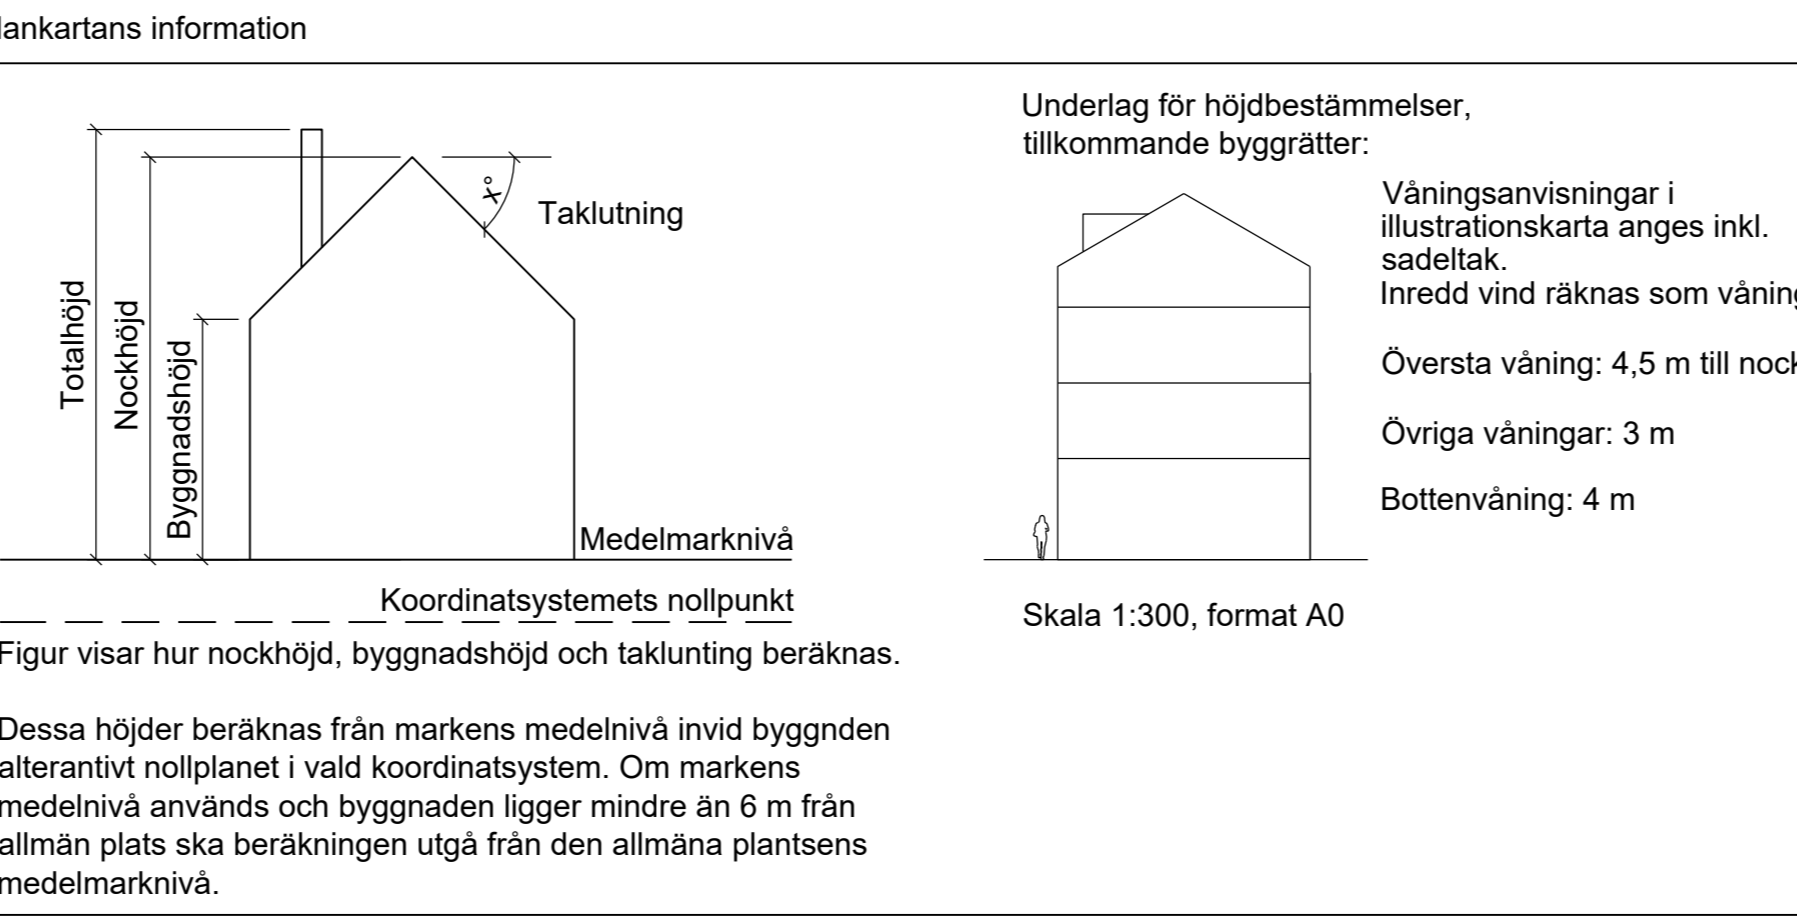 lankartans information
Totalhöjd
Nockhöjd
Byggnadshöjd
x°
Taklutning
Medelmarknivå
Koordinatsystemets nollpunkt
Figur visar hur nockhöjd, byggnadshöjd och taklunting beräknas.
Dessa höjder beräknas från markens medelnivå invid byggnden
alterantivt nollplanet i vald koordinatsystem. Om markens
medelnivå används och byggnaden ligger mindre än 6 m från
allmän plats ska beräkningen utgå från den allmäna plantsens
medelmarknivå.
Underlag för höjdbestämmelser,
tillkommande byggrätter:
Våningsanvisningar i
illustrationskarta anges inkl.
sadeltak.
Inredd vind räknas som våning
Översta våning: 4,5 m till nock
Övriga våningar: 3 m
Bottenvåning: 4 m
Skala 1:300, format A0